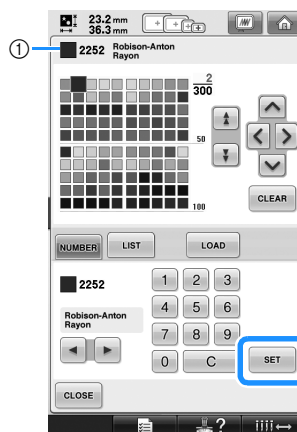 23.2 mm
36.3 mm
1
2252 Robison-Anton
Rayon
2
300
50
100
CLEAR
NUMBER
LIST
LOAD
2252
1 2 3
Robison-Anton
Rayon
4 5 6
7 8 9
0 C
SET
CLOSE
?